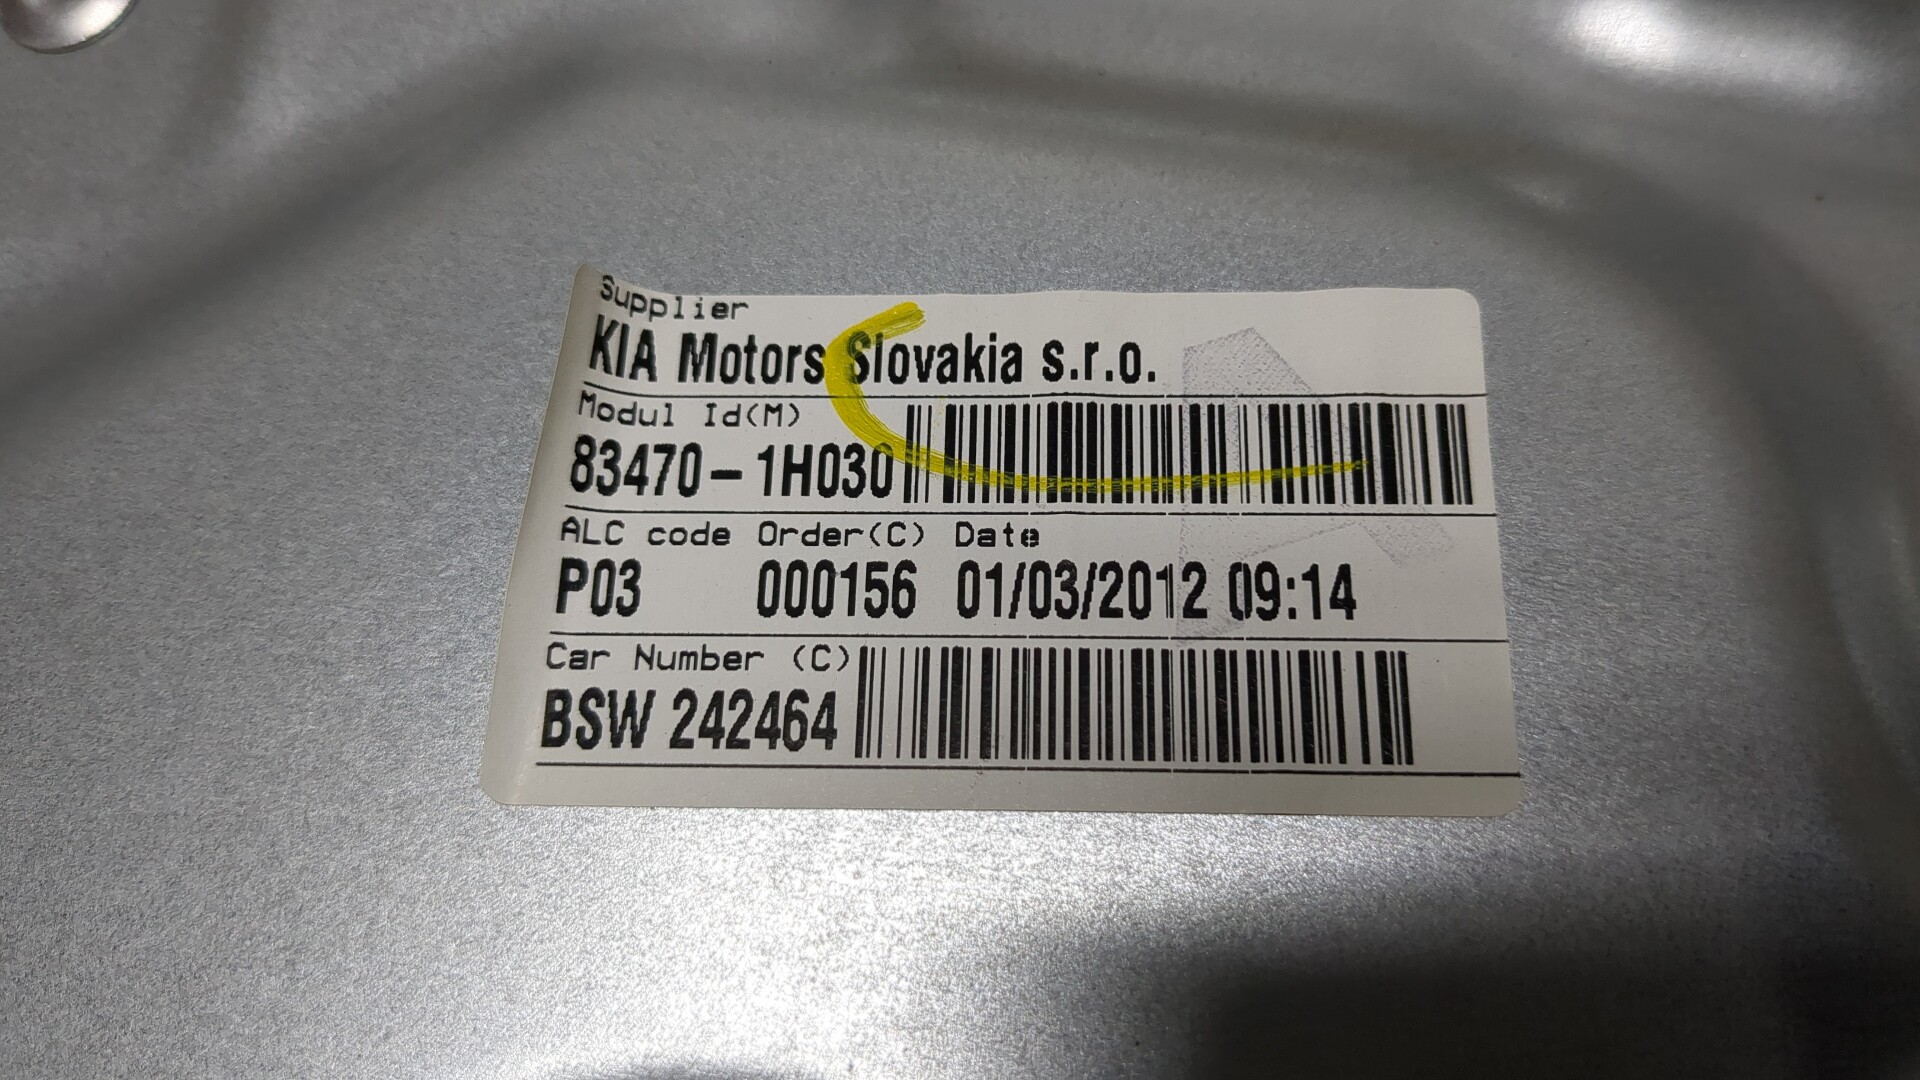 Supplier
KIA Motors Slovakia s.r.o.
Modul Id(M)
83470-1H030
ALC code Order(C) Date
P03 000156 01/03/2012 09:14
Car Number (C)
BSW 242464